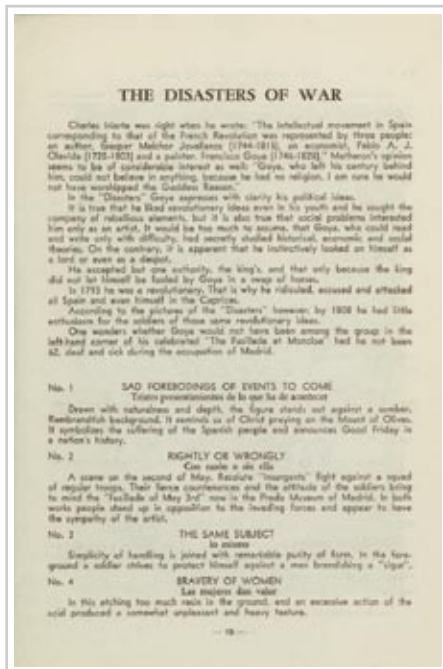 THE DISASTERS OF WAR
Charles Iriarte was right when he wrote: "The intellectual movement in Spain
corresponding to that of the French Revolution was represented by three people:
an author, Gaspar Melchor Jovellanos (1744-1811), an economist, Pablo A. J.
Olavide (1725-1803) and a painter, Francisco Goya (1746-1828)." Matheron's opinion
seems to be of considerable interest as well: "Goya, who left his century behind
him, could not believe in anything, because he had no religion. I am sure he would
not have worshipped the Goddess Reason."
In the "Disasters" Goya expresses with clarity his political ideas.
It is true that he liked revolutionary ideas even in his youth and he sought the
company of rebellious elements, but it is also true that social problems interested
him only as an artist. It would be too much to assume, that Goya, who could read
and write only with difficulty, had secretly studied historical, economic and social
theories. On the contrary, it is apparent that he instinctively looked on himself as
a lord or even as a despot.
He accepted but one authority, the king's, and that only because the king
did not let himself be fooled by Goya in a swap of horses.
In 1793 he was a revolutionary. That is why he ridiculed, accused and attacked
all Spain and even himself in the Caprices.
According to the pictures of the "Disasters" however, by 1808 he had little
enthusiasm for the soldiers of those same revolutionary ideas.
One wonders whether Goya would not have been among the group in the
left-hand corner of his celebrated "The Fusillade at Moncloa" had he not been
62, deaf and sick during the occupation of Madrid.
No. 1 SAD FOREBODINGS OF EVENTS TO COME
Tristes presentimientos de lo que ha de acontecer
Drawn with naturalness and depth, the figure stands out against a somber,
Rembrandtish background. It reminds us of Christ praying on the Mount of Olives.
It symbolizes the suffering of the Spanish people and announces Good Friday in
a nation's history.
No. 2 RIGHTLY OR WRONGLY
Con razón o sin ella
A scene on the second of May. Resolute "insurgents" fight against a squad
of regular troops. Their fierce countenances and the attitude of the soldiers bring
to mind the "Fusillade of May 3rd" now in the Prado Museum of Madrid. In both
works people stand up in opposition to the invading forces and appear to have
the sympathy of the artist.
No. 3 THE SAME SUBJECT
lo mismo
Simplicity of handling is joined with remarkable purity of form. In the fore-
ground a soldier strives to protect himself against a man brandishing a
No. 4 BRAVERY OF WOMEN
Las mujeres dan valor
In this etching too much resin in the ground, and an excessive action of the
acid produced a somewhat unpleasant and heavy texture.